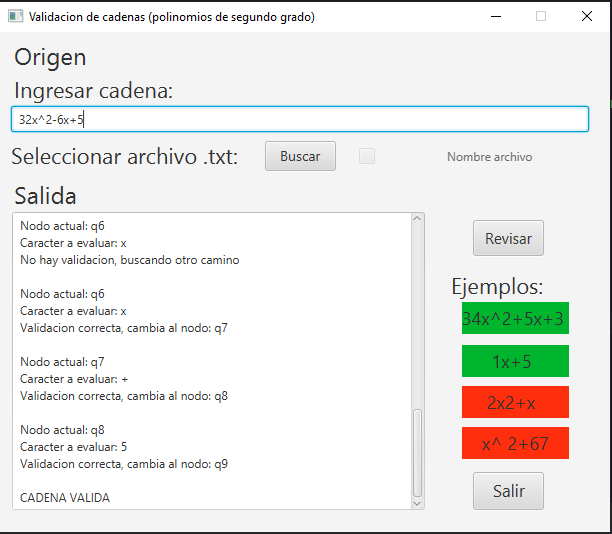 Validacion de cadenas (polinomios de segundo grado)
Origen
Ingresar cadena:
32x^2-6x+5
Seleccionar archivo .txt:
Buscar
Nombre archivo
Salida
Nodo actual: q6
Caracter a evaluar: x
No hay validacion, buscando otro camino
Nodo actual: q6
Caracter a evaluar: x
Validacion correcta, cambia al nodo: q7
Nodo actual: q7
Caracter a evaluar: +
Validacion correcta, cambia al nodo: q8
Nodo actual: q8
Caracter a evaluar: 5
Validacion correcta, cambia al nodo: q9
CADENA VALIDA
Revisar
Ejemplos:
34x^2+5x+3
1x+5
2x2+x
x^ 2+67
Salir